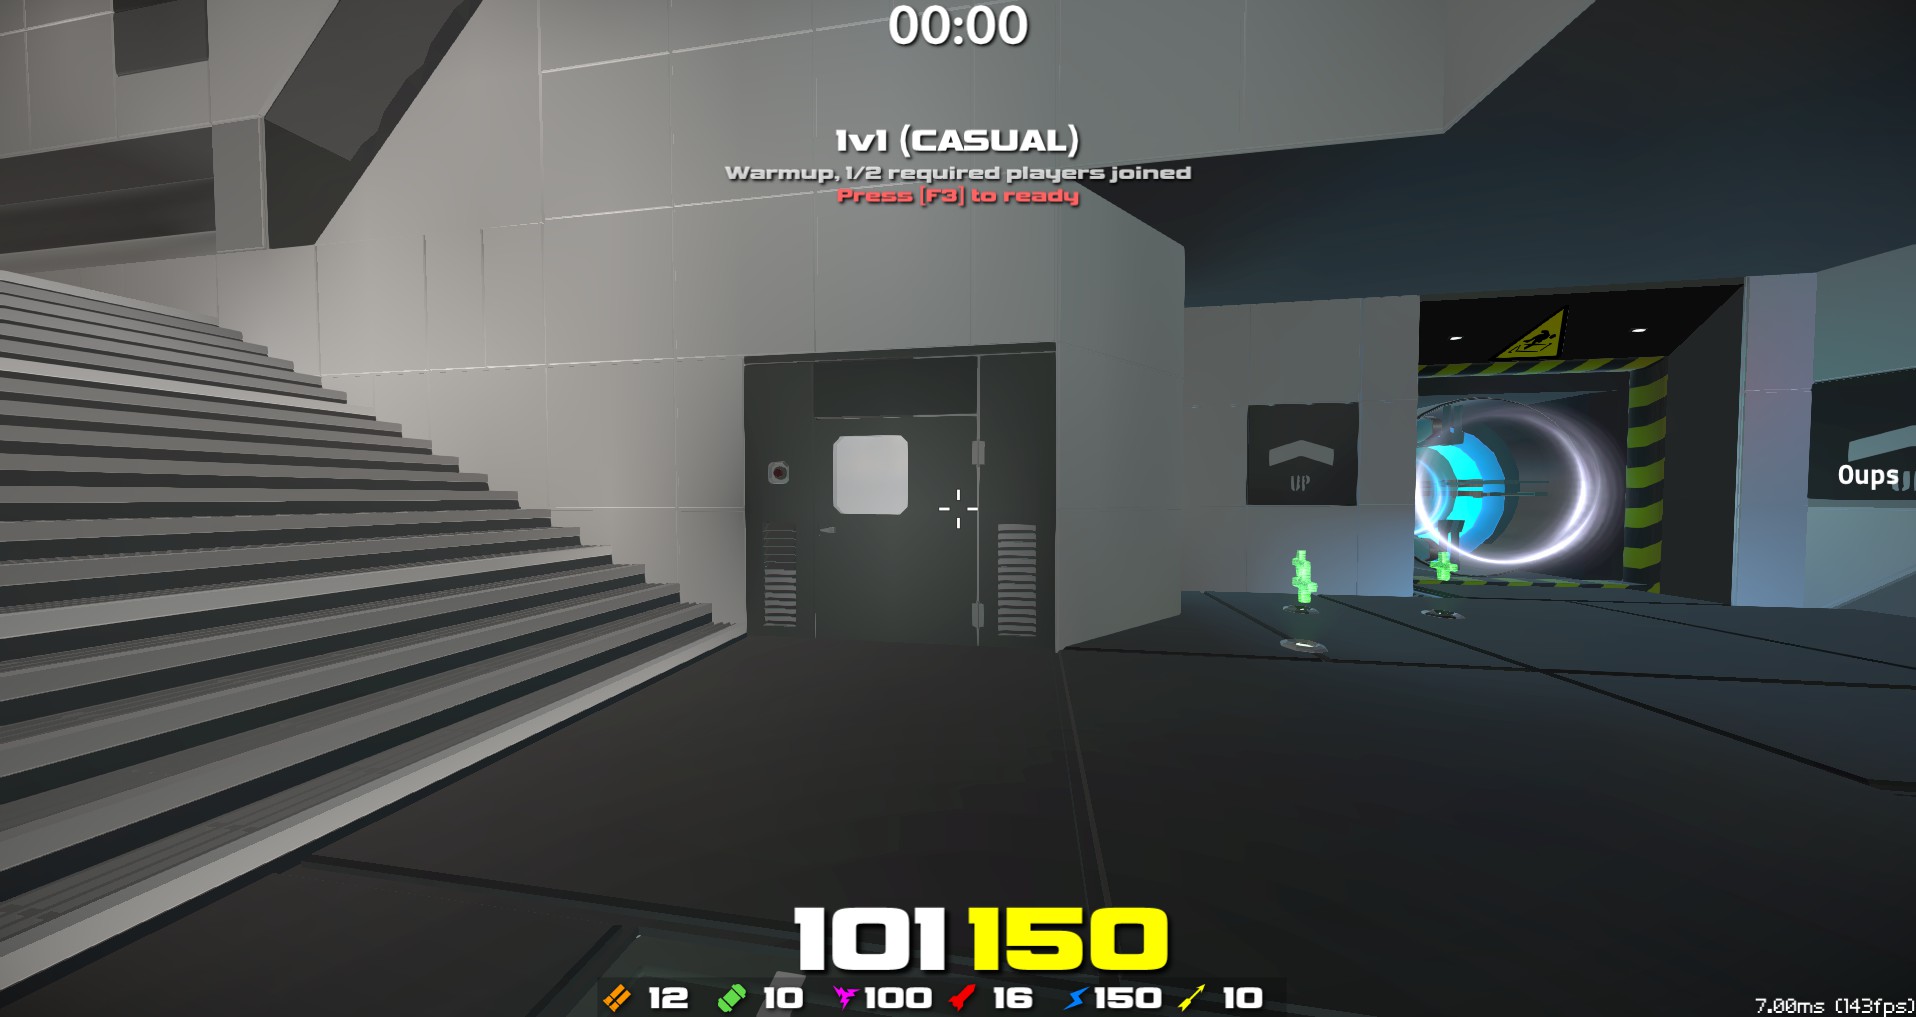 00:00
1v1 (CASUAL)
Warmup, 1/2 required players joined
Press [F3] to ready
UP
Oups
101 150
12 10 100 16 150 10
7.00ms (143fps)